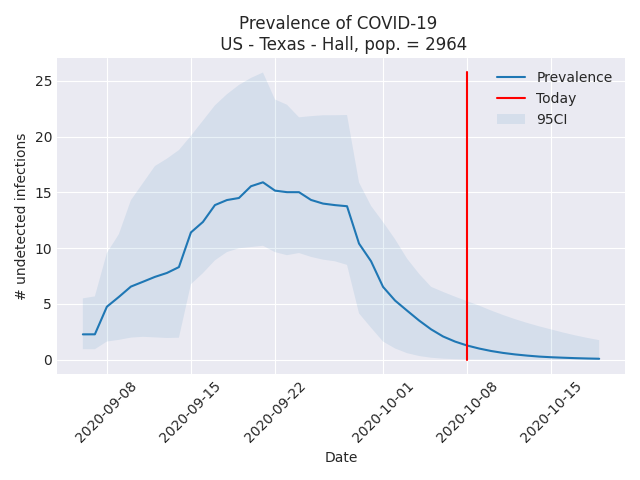 Prevalence of COVID-19
US - Texas - Hall, pop. = 2964
Prevalence
Today
95CI
# undetected infections
25
20
15
10
5
0
2020-09-08
2020-09-15
2020-09-22
2020-10-01
2020-10-08
2020-10-15
Date